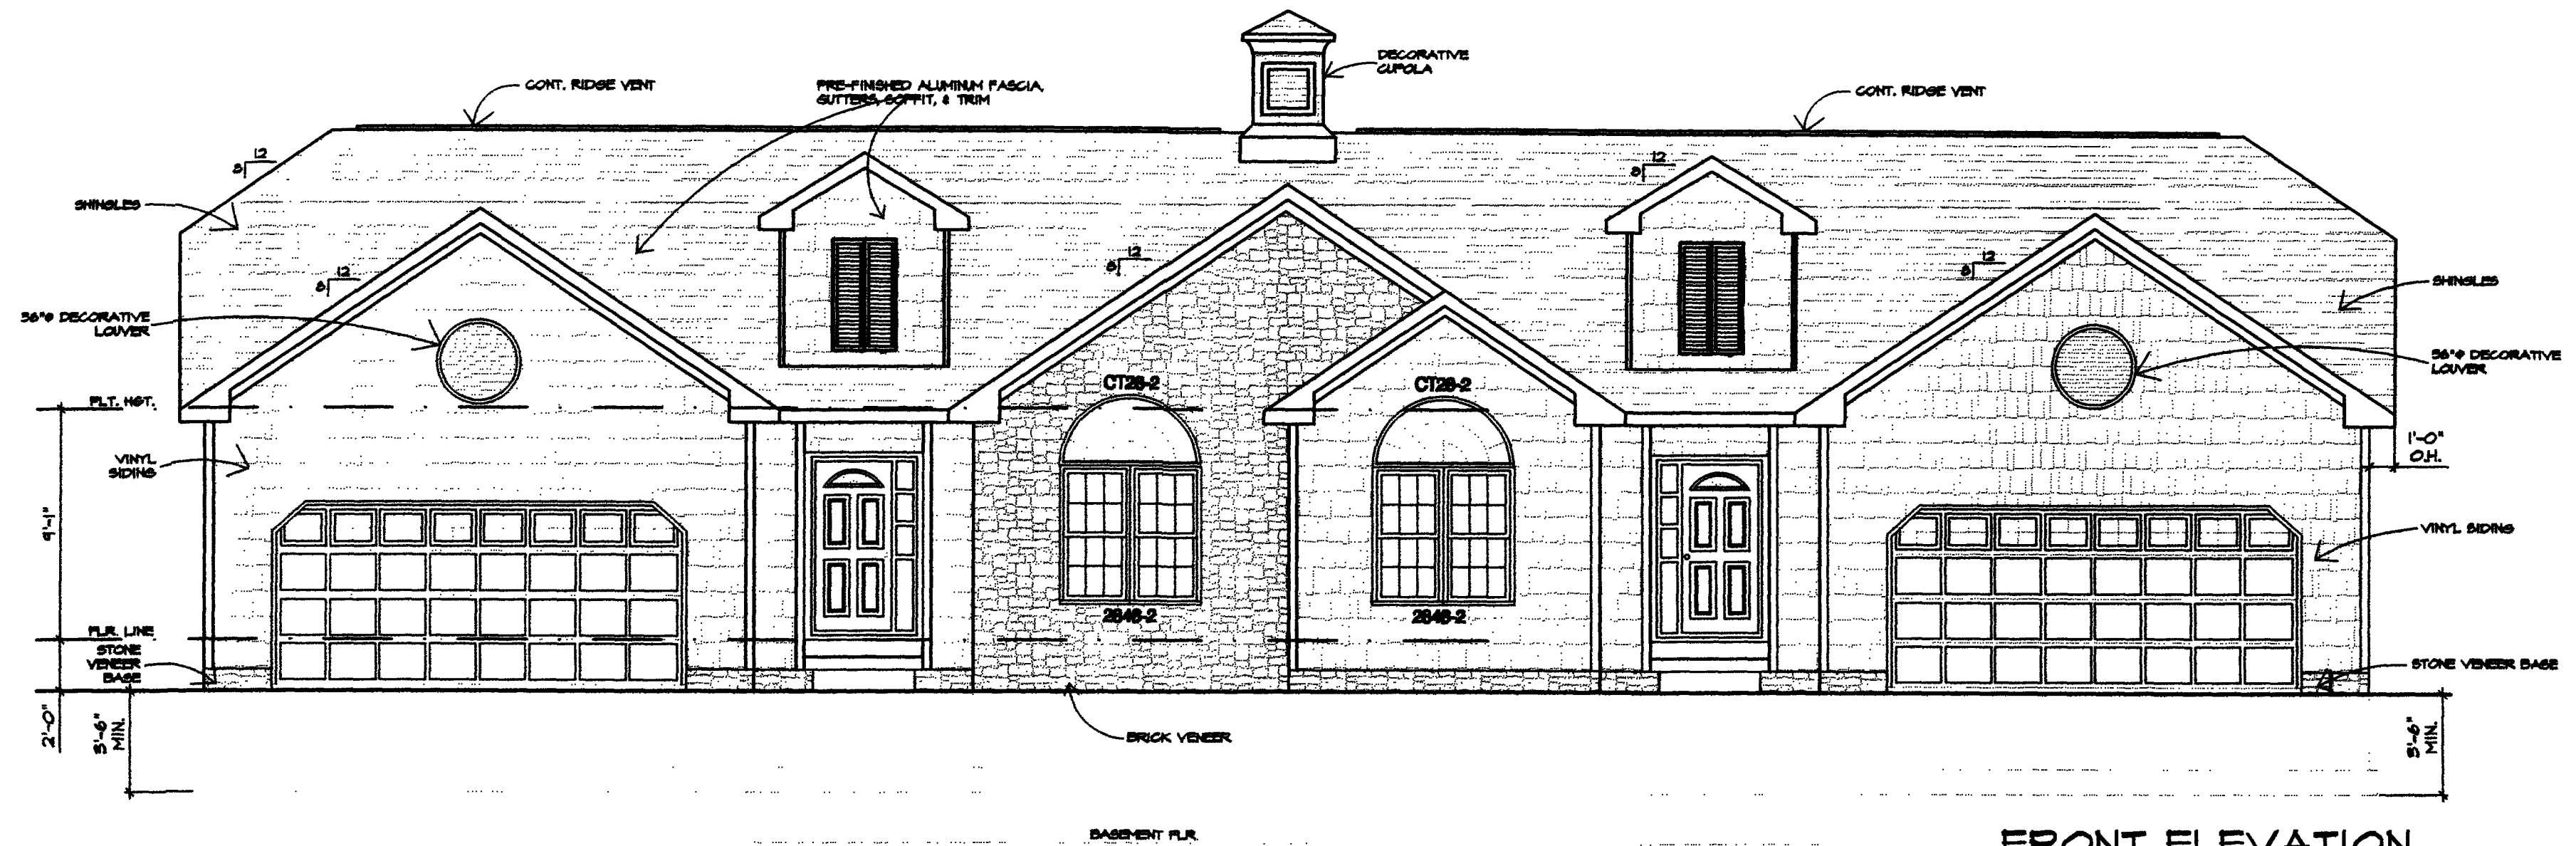 DECORATIVE
CUPOLA
CONT. RIDGE VENT
PRE-FINISHED ALUMINUM FASCIA,
GUTTERS, SOFFIT, & TRIM
CONT. RIDGE VENT
12
8
12
8
SHINGLES
12
8
12
8
12
8
SHINGLES
36"Φ DECORATIVE
LOUVER
36"Φ DECORATIVE
LOUVER
CT28-2
CT28-2
PLT. HGT.
1'-0"
O.H.
VINYL
SIDING
9'-1"
VINYL SIDING
2848-2
2848-2
FLR. LINE
STONE
VENEER
BASE
STONE VENEER BASE
2'-0"
3'-6"
MIN.
BRICK VENEER
3'-6"
MIN.
BASEMENT FLR.
FRONT ELEVATION